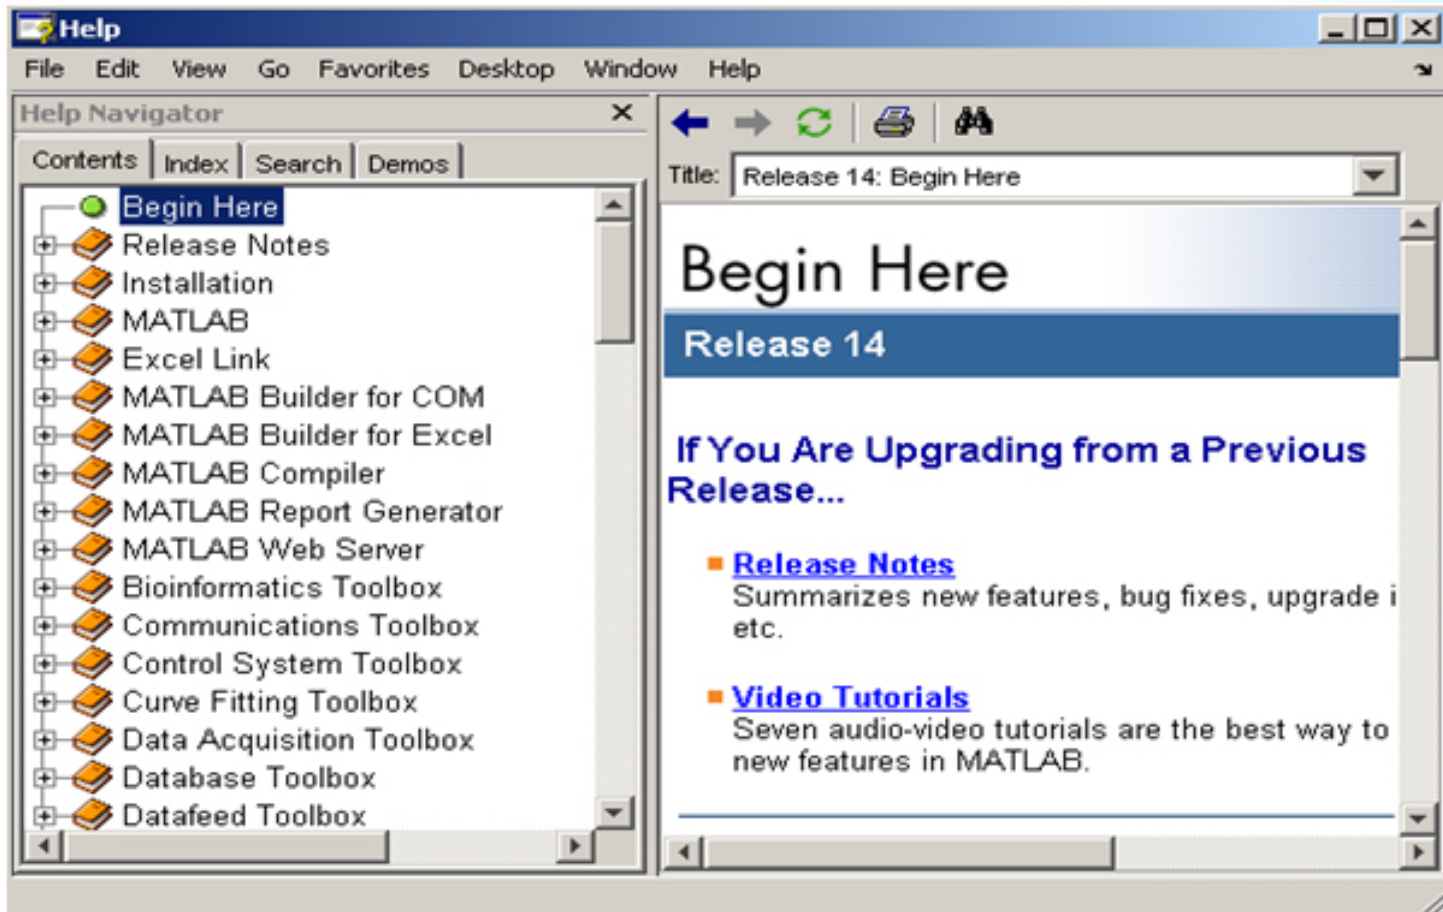 Help
File Edit View Go Favorites Desktop Window Help
Help Navigator
Contents Index Search Demos
Begin Here
Release Notes
Installation
MATLAB
Excel Link
MATLAB Builder for COM
MATLAB Builder for Excel
MATLAB Compiler
MATLAB Report Generator
MATLAB Web Server
Bioinformatics Toolbox
Communications Toolbox
Control System Toolbox
Curve Fitting Toolbox
Data Acquisition Toolbox
Database Toolbox
Datafeed Toolbox
Title: Release 14: Begin Here
Begin Here
Release 14
If You Are Upgrading from a Previous
Release...
Release Notes
Summarizes new features, bug fixes, upgrade i
etc.
Video Tutorials
Seven audio-video tutorials are the best way to
new features in MATLAB.